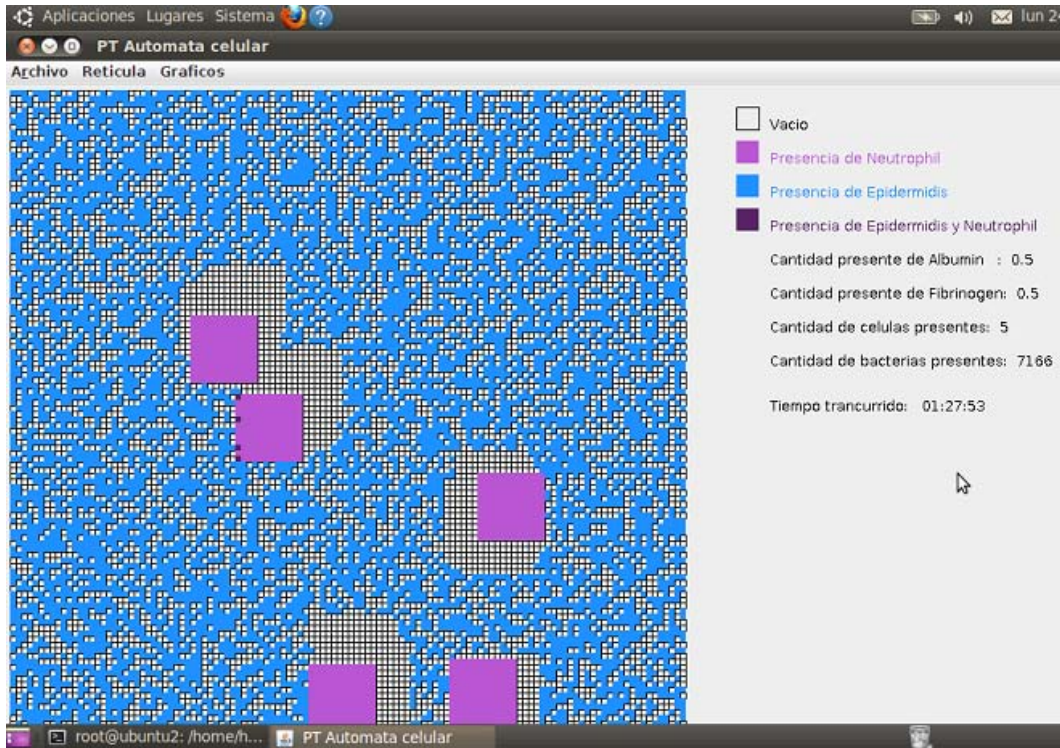 Aplicaciones Lugares Sistema
lun 24
PT Automata celular
Archivo Reticula Graficos
Vacio
Presencia de Neutrophil
Presencia de Epidermidis
Presencia de Epidermidis y Neutrophil
Cantidad presente de Albumin : 0.5
Cantidad presente de Fibrinogen: 0.5
Cantidad de celulas presentes: 5
Cantidad de bacterias presentes: 7166
Tiempo trancurrido: 01:27:53
root@ubuntu2: /home/h...
PT Automata celular